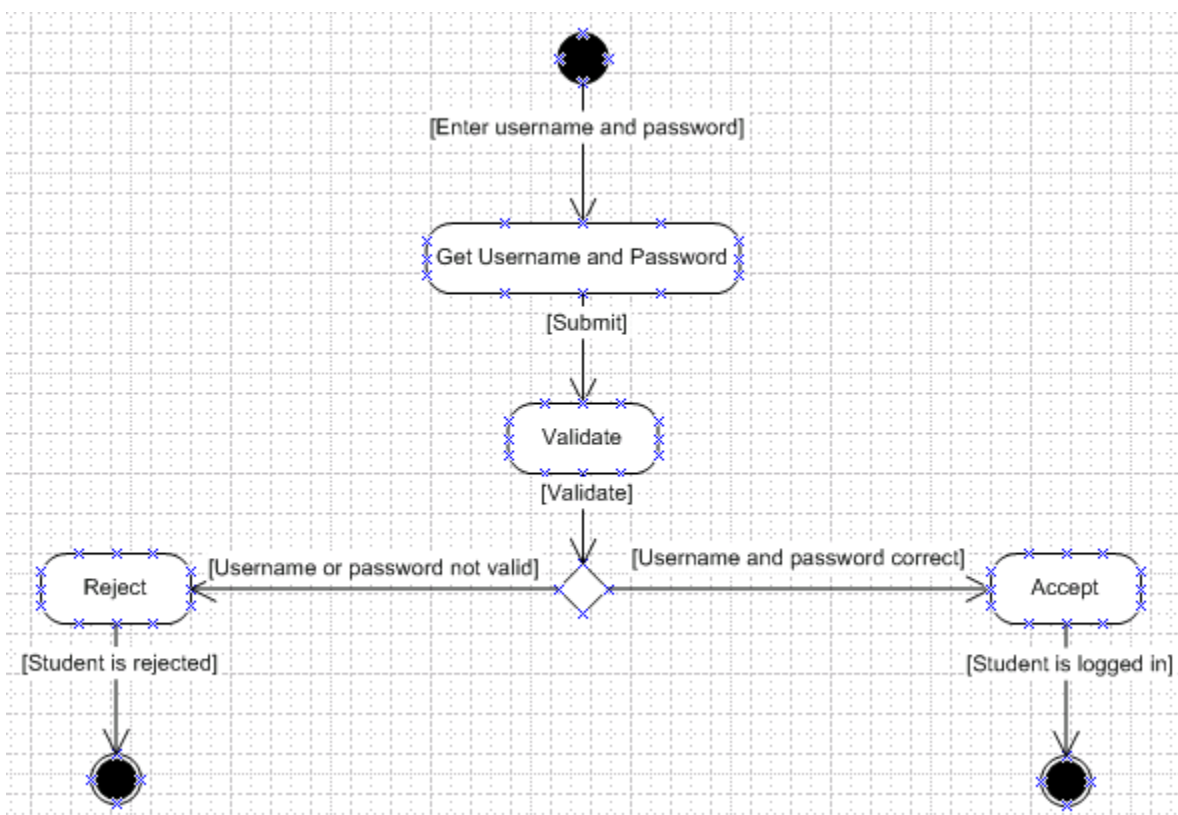 [Enter username and password]
Get Username and Password
[Submit]
Validate
[Validate]
[Username or password not valid]
[Username and password correct]
Reject
Accept
[Student is rejected]
[Student is logged in]